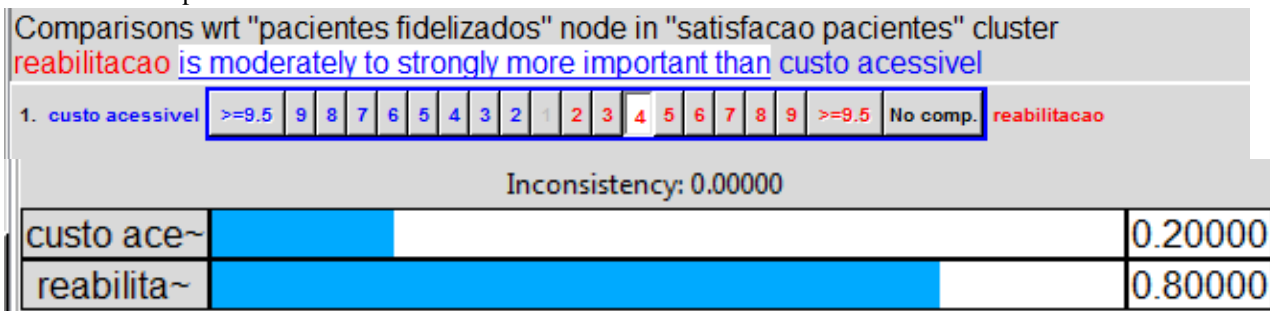 Comparisons wrt "pacientes fidelizados" node in "satisfacao pacientes" cluster
reabilitacao is moderately to strongly more important than custo acessivel
1. custo acessivel >=9.5 9 8 7 6 5 4 3 2 1 2 3 4 5 6 7 8 9 >=9.5 No comp. reabilitacao
Inconsistency: 0.00000
custo ace~ 0.20000
reabilita~ 0.80000